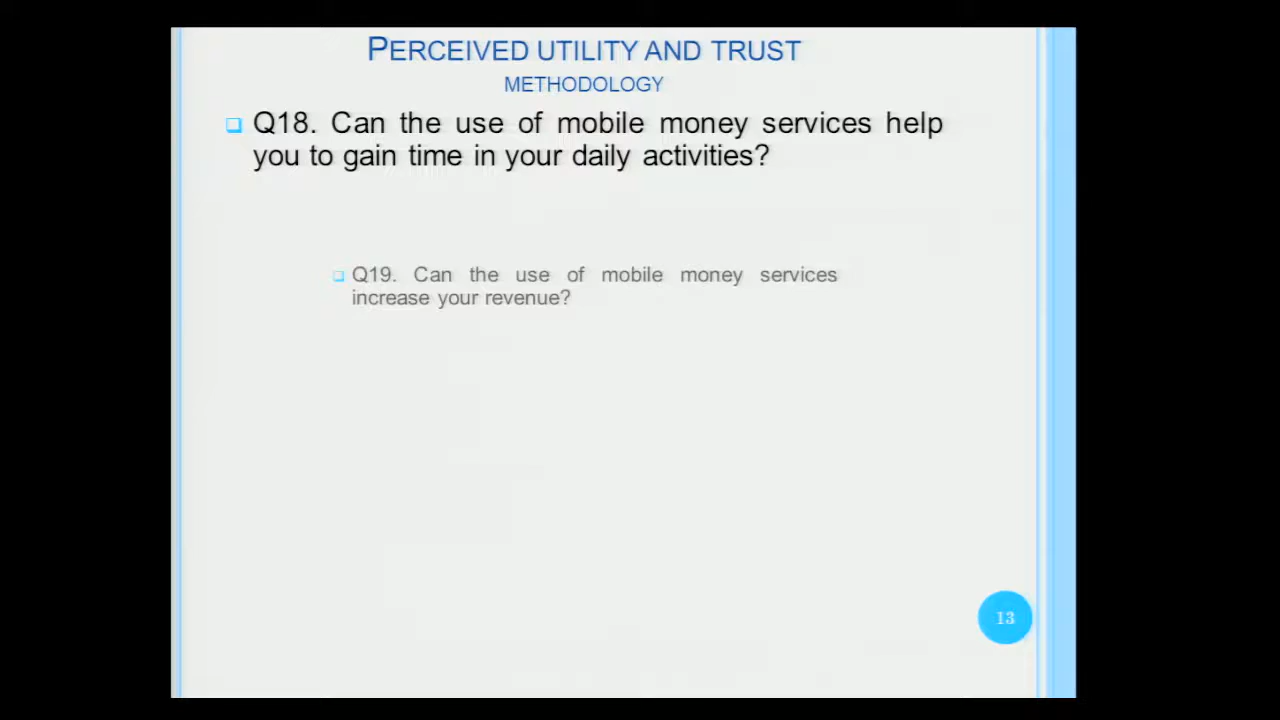 PERCEIVED UTILITY AND TRUST
METHODOLOGY
Q18. Can the use of mobile money services help
you to gain time in your daily activities?
Q19. Can the use of mobile money services
increase your revenue?
13